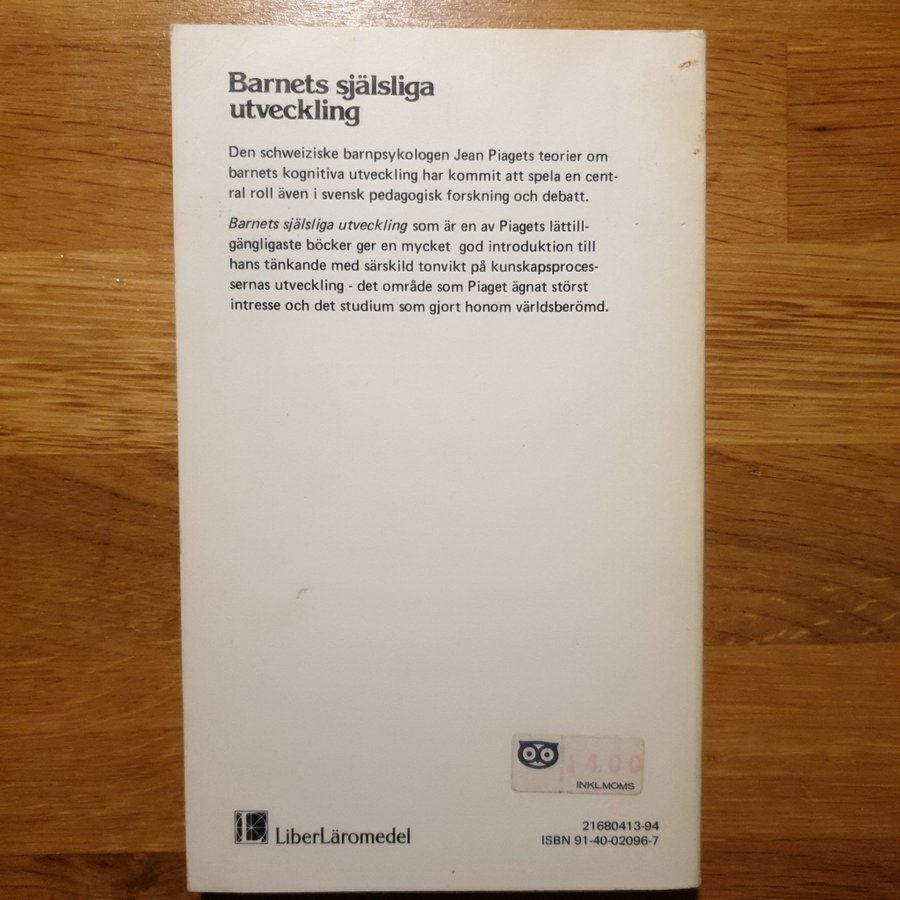 Barnets själsliga
utveckling
Den schweiziske barnpsykologen Jean Piagets teorier om
barnets kognitiva utveckling har kommit att spela en cent-
ral roll även i svensk pedagogisk forskning och debatt.
Barnets själsliga utveckling som är en av Piagets lättill-
gängligaste böcker ger en mycket god introduktion till
hans tänkande med särskild tonvikt på kunskapsproces-
sernas utveckling - det område som Piaget ägnat störst
intresse och det studium som gjort honom världsberömd.
14.00
INKL.MOMS
LiberLäromedel
21680413-94
ISBN 91-40-02096-7